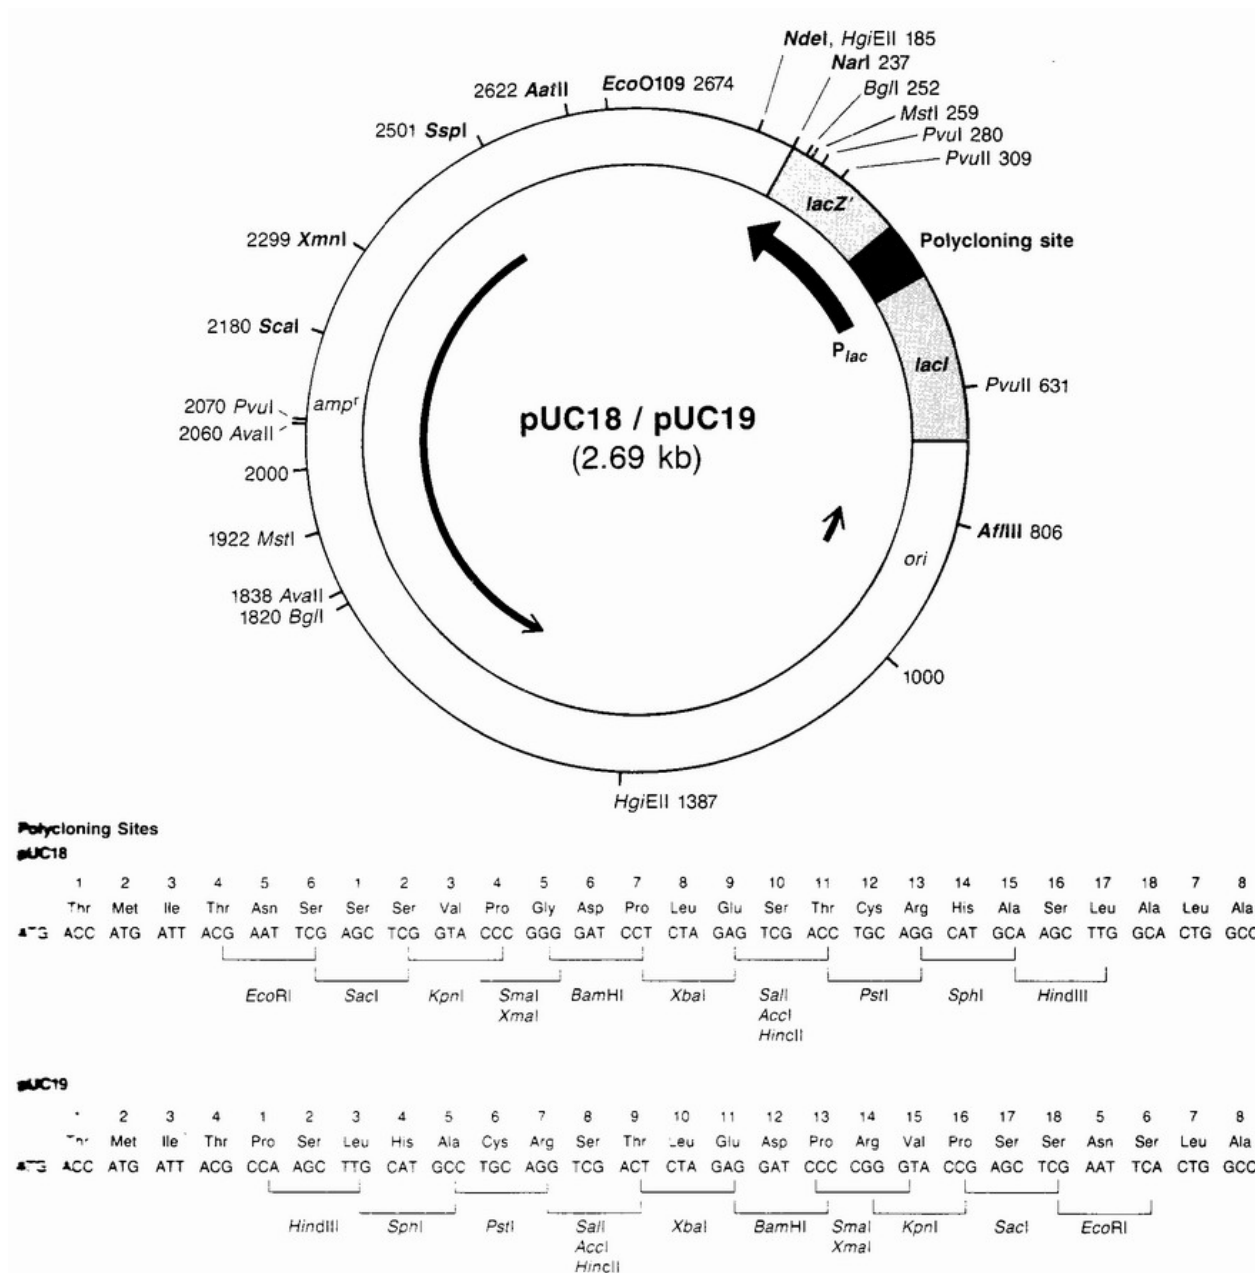 NdeI, HgiEII 185
NarI 237
BglI 252
MstI 259
PvuI 280
PvuII 309
EcoO109 2674
2622 AatII
2501 SspI
2299 XmnI
2180 ScaI
2070 PvuI
2060 AvaII
2000
1922 MstI
1838 AvaII
1820 BglI
ampr
lacZ'
Polycloning site
Plac
lacI
PvuII 631
pUC18 / pUC19
(2.69 kb)
AflIII 806
ori
1000
HgiEII 1387
Polycloning Sites
pUC18
1 2 3 4 5 6 1 2 3 4 5 6 7 8 9 10 11 12 13 14 15 16 17 18 7 8
Thr Met Ile Thr Asn Ser Ser Ser Val Pro Gly Asp Pro Leu Glu Ser Thr Cys Arg His Ala Ser Leu Ala Leu Ala
ATG ACC ATG ATT ACG AAT TCG AGC TCG GTA CCC GGG GAT CCT CTA GAG TCG ACC TGC AGG CAT GCA AGC TTG GCA CTG GCC
EcoRI SacI KpnI SmaI BamHI XbaI SalI PstI SphI HindIII
XmaI AccI
HincII
pUC19
1 2 3 4 1 2 3 4 5 6 7 8 9 10 11 12 13 14 15 16 17 18 5 6 7 8
Thr Met Ile Thr Pro Ser Leu His Ala Cys Arg Ser Thr Leu Glu Asp Pro Arg Val Pro Ser Ser Asn Ser Leu Ala
ATG ACC ATG ATT ACG CCA AGC TTG CAT GCC TGC AGG TCG ACT CTA GAG GAT CCC CGG GTA CCG AGC TCG AAT TCA CTG GCC
HindIII SphI PstI SalI XbaI BamHI SmaI KpnI SacI EcoRI
AccI XmaI
HincII